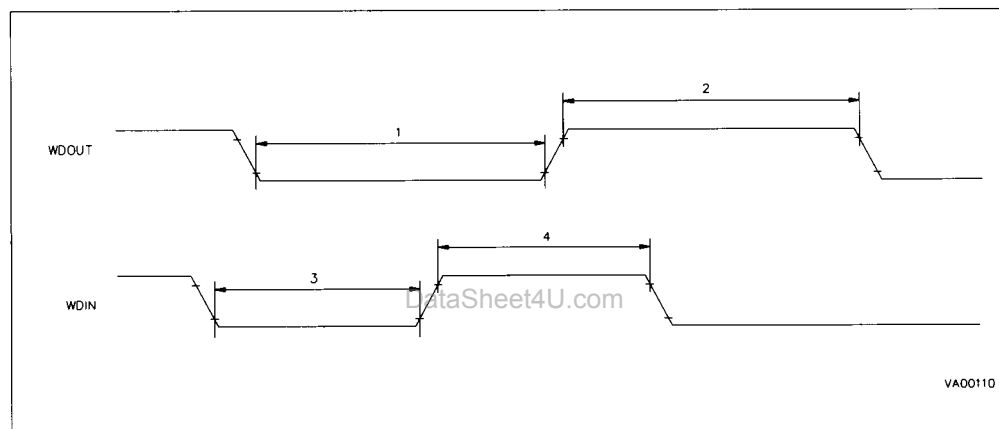 2
1
WDOUT
4
3
WDIN
DataSheet4U.com
VA00110